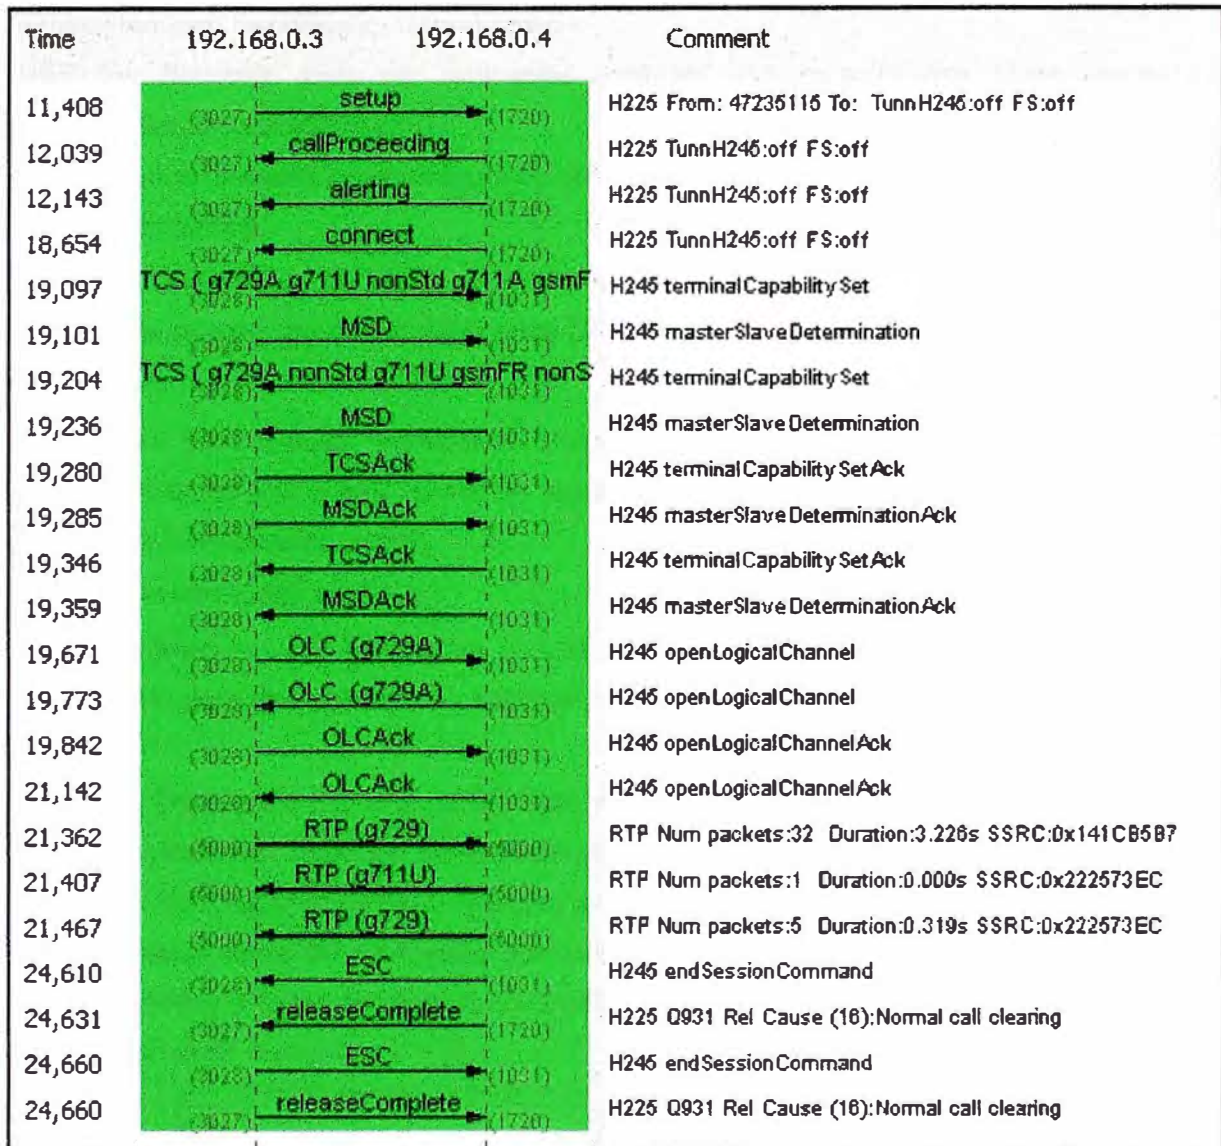 Time 192.168.0.3 192.168.0.4 Comment
11,408 (3027) setup (1720) H225 From: 47235115 To: TunnH245:off FS:off
12,039 (3027) callProceeding (1720) H225 TunnH245:off FS:off
12,143 (3027) alerting (1720) H225 TunnH245:off FS:off
18,654 (3027) connect (1720) H225 TunnH245:off FS:off
19,097 TCS ( g729A g711U nonStd g711A gsmF (3028) (1031) H245 terminalCapabilitySet
19,101 (3028) MSD (1031) H245 masterSlaveDetermination
19,204 TCS ( g729A nonStd g711U gsmFR nonS (3028) (1031) H245 terminalCapabilitySet
19,236 (3028) MSD (1031) H245 masterSlaveDetermination
19,280 (3028) TCSAck (1031) H245 terminalCapabilitySetAck
19,285 (3028) MSDAck (1031) H245 masterSlaveDeterminationAck
19,346 (3028) TCSAck (1031) H245 terminalCapabilitySetAck
19,359 (3028) MSDAck (1031) H245 masterSlaveDeterminationAck
19,671 (3028) OLC (g729A) (1031) H245 openLogicalChannel
19,773 (3028) OLC (g729A) (1031) H245 openLogicalChannel
19,842 (3028) OLCAck (1031) H245 openLogicalChannelAck
21,142 (3028) OLCAck (1031) H245 openLogicalChannelAck
21,362 (5000) RTP (g729) (5000) RTP Num packets:32 Duration:3.226s SSRC:0x141CB5B7
21,407 (5000) RTP (g711U) (5000) RTP Num packets:1 Duration:0.000s SSRC:0x222573EC
21,467 (5000) RTP (g729) (5000) RTP Num packets:5 Duration:0.319s SSRC:0x222573EC
24,610 (3028) ESC (1031) H245 endSessionCommand
24,631 (3027) releaseComplete (1720) H225 Q931 Rel Cause (16):Normal call clearing
24,660 (3028) ESC (1031) H245 endSessionCommand
24,660 (3027) releaseComplete (1720) H225 Q931 Rel Cause (16):Normal call clearing